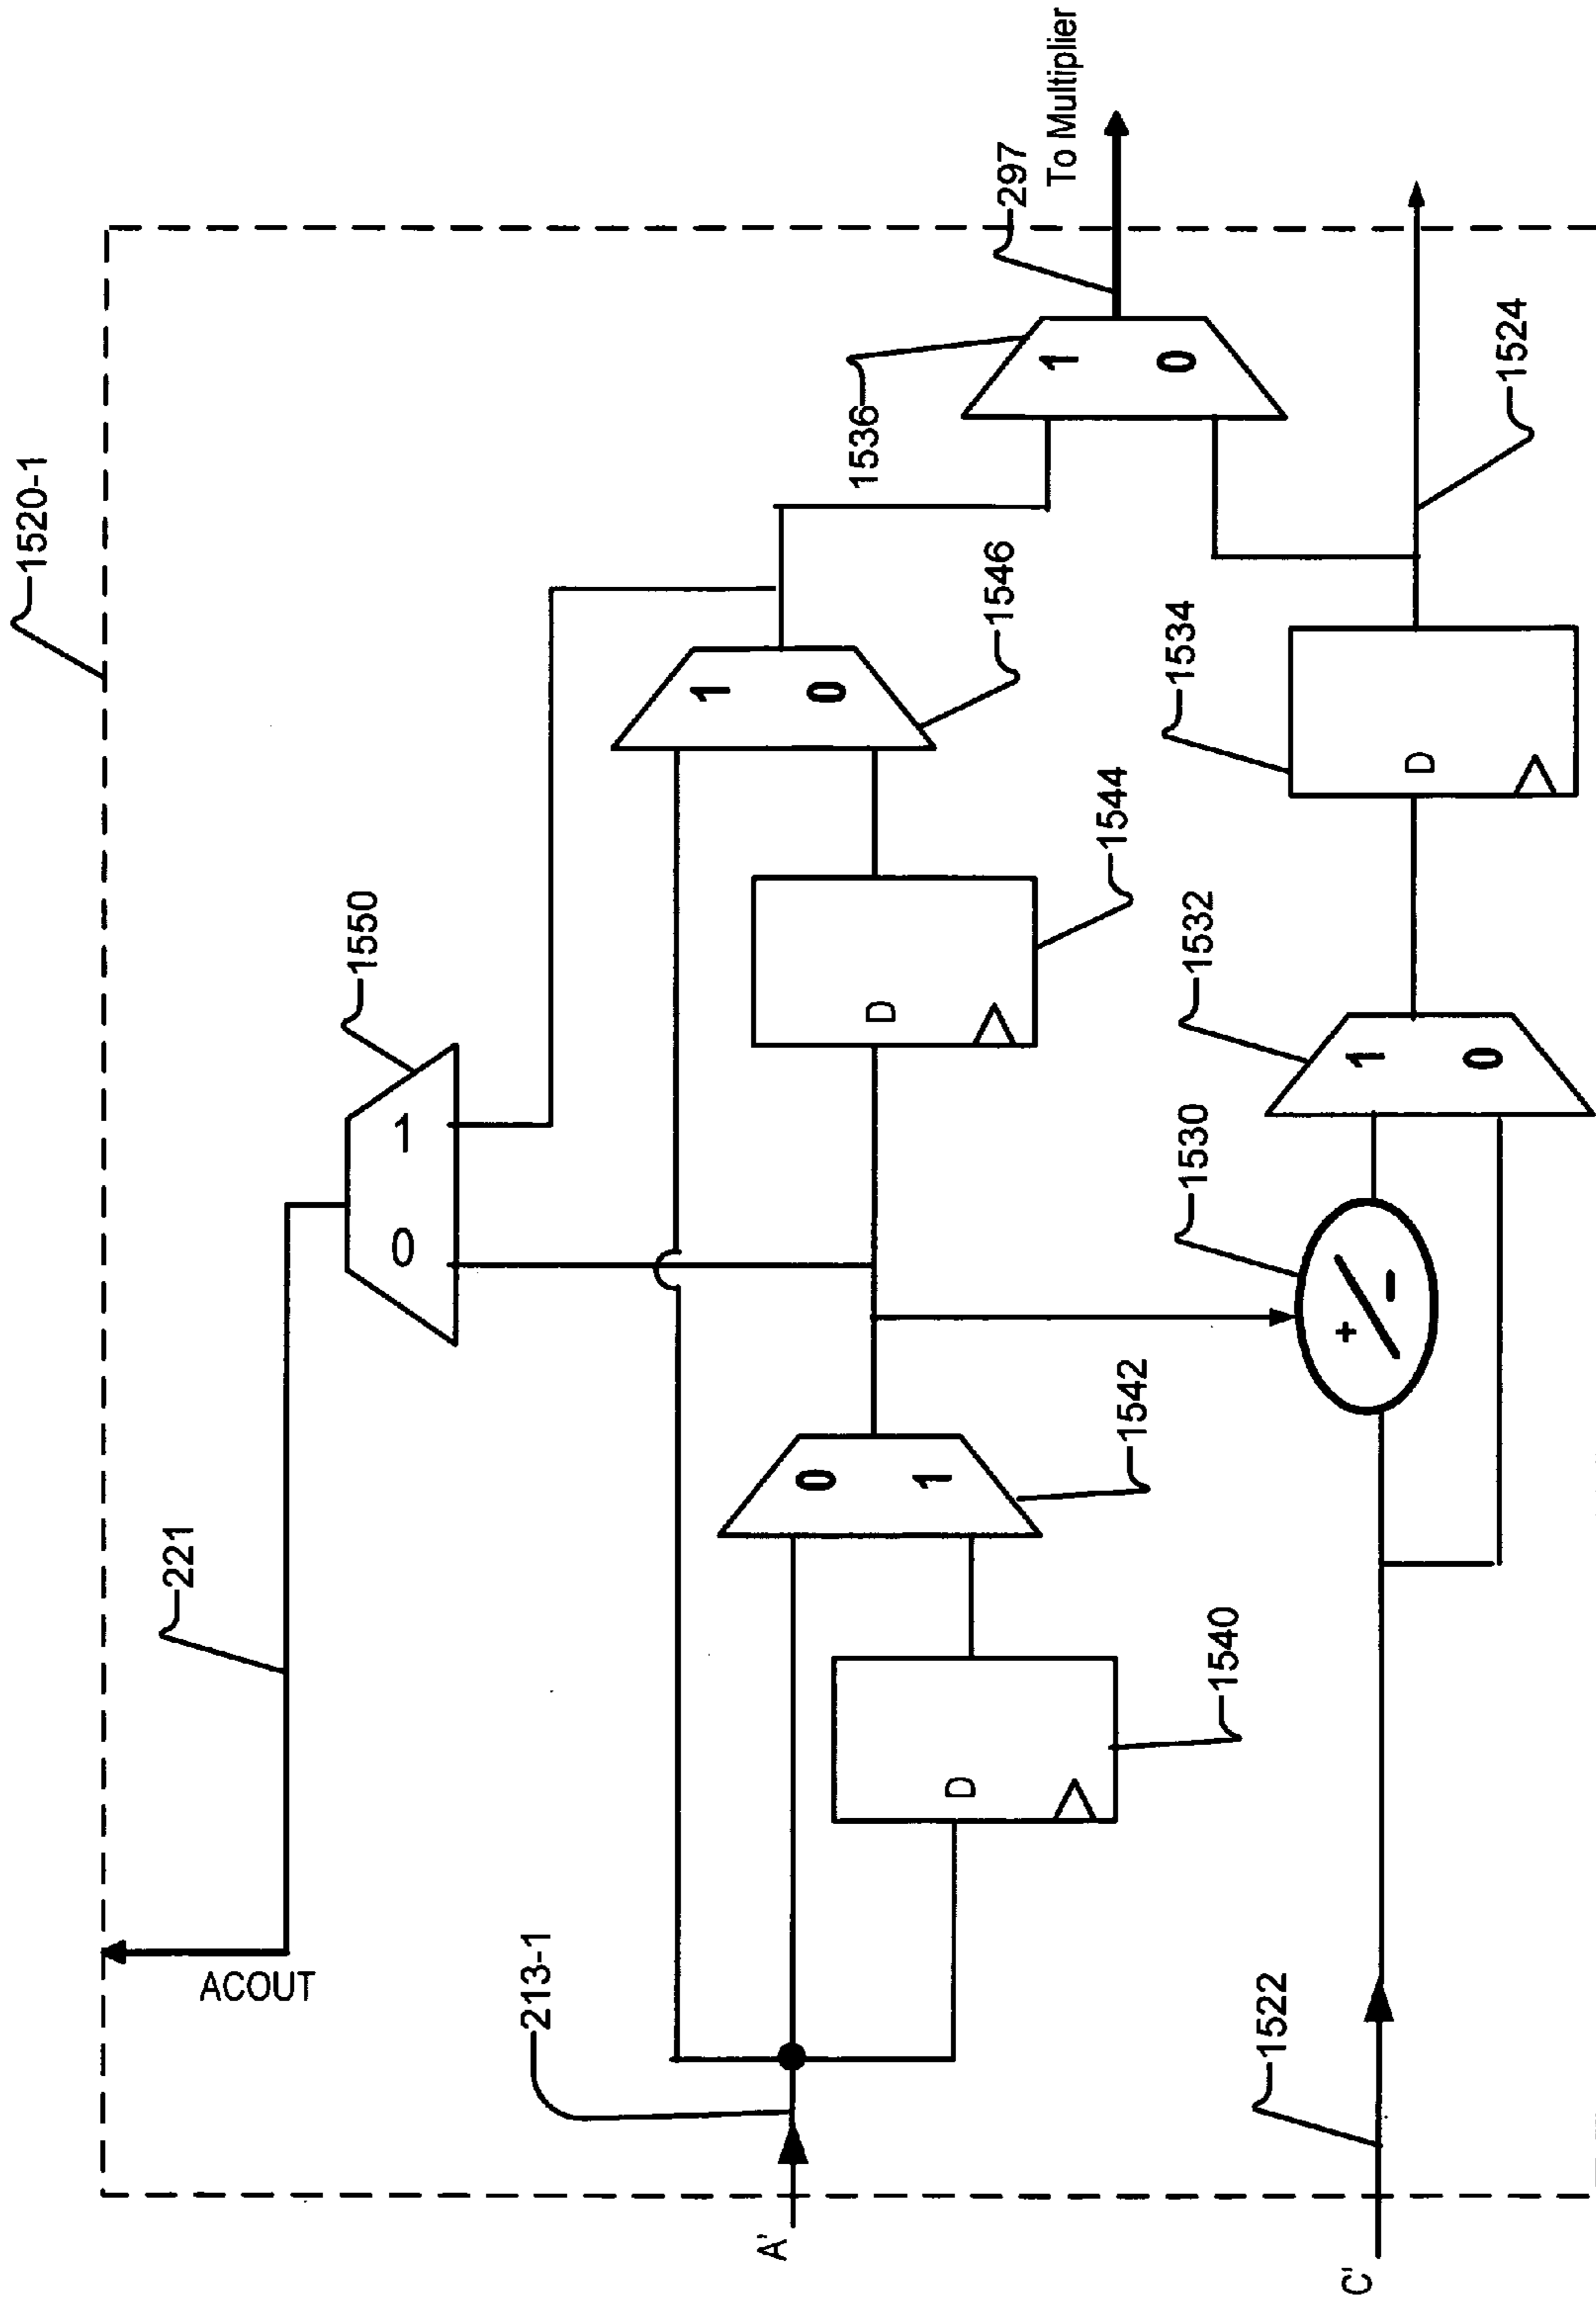 1520-1
To Multiplier
297
1524
1536
1546
1 0
1534
1 0
D
1544
1532
1550
D
1 0
1530
0 1
+ / -
1542
0 1
221
1540
D
ACOUT
213-1
1522
A'
C'